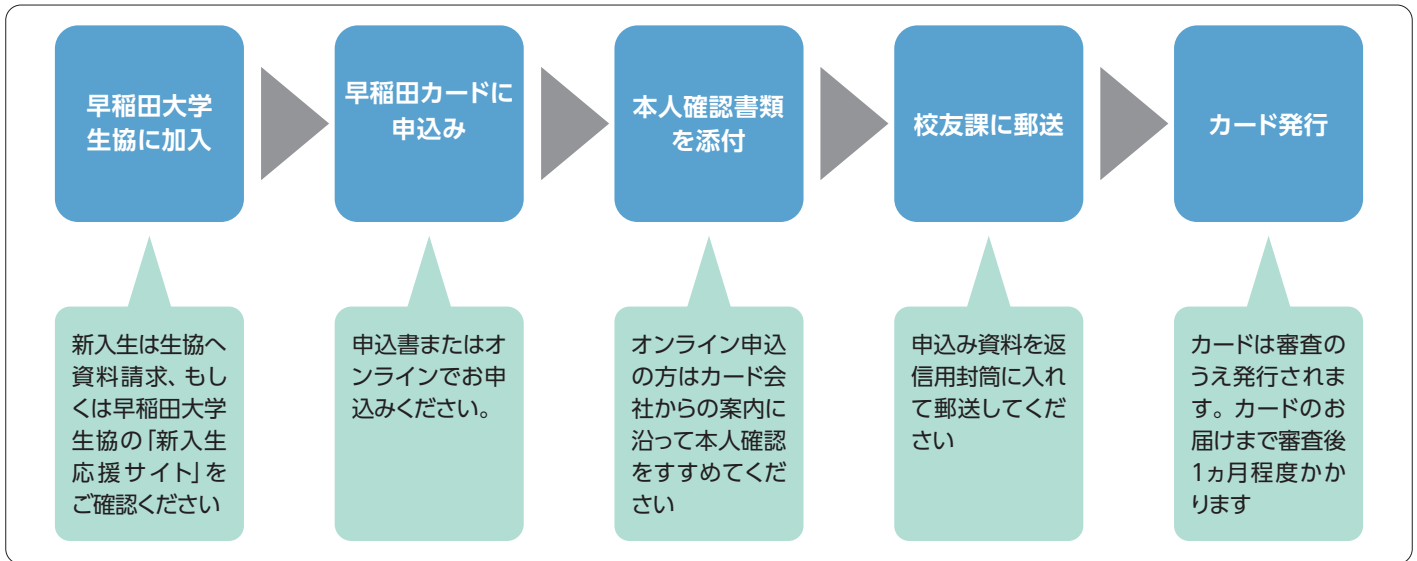 早稲田大学
生協に加入
早稲田カードに
申込み
本人確認書類
を添付
校友課に郵送
カード発行
新入生は生協へ
資料請求、もし
くは早稲田大学
生協の「新入生
応援サイト」を
ご確認ください
申込書またはオ
ンラインでお申
込みください。
オンライン申込
の方はカード会
社からの案内に
沿って本人確認
をすすめてくだ
さい
申込み資料を返
信用封筒に入れ
て郵送してくだ
さい
カードは審査の
うえ発行されま
す。カードのお
届けまで審査後
1ヵ月程度かか
ります